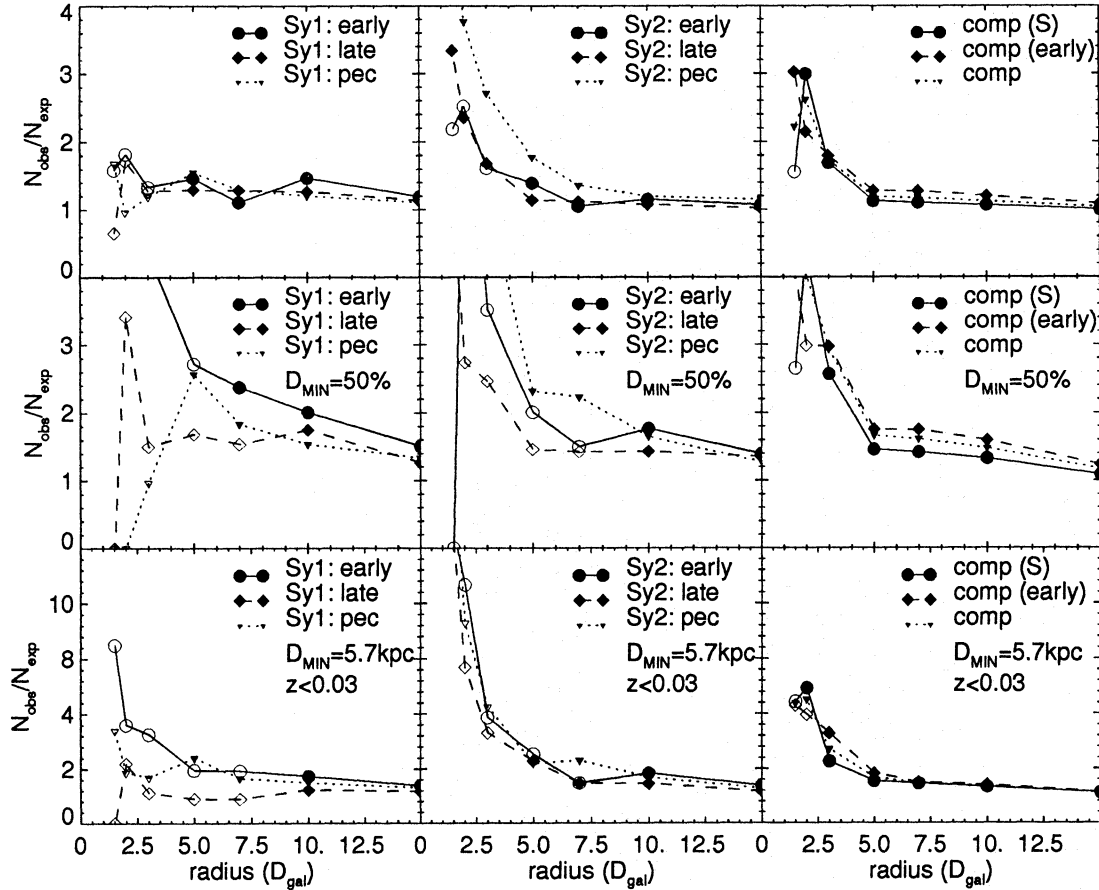 4
3
2
1
0
N_obs/N_exp
Sy1: early
Sy1: late
Sy1: pec
Sy2: early
Sy2: late
Sy2: pec
comp (S)
comp (early)
comp
3
2
1
0
N_obs/N_exp
Sy1: early
Sy1: late
Sy1: pec
D_MIN=50%
Sy2: early
Sy2: late
Sy2: pec
D_MIN=50%
comp (S)
comp (early)
comp
D_MIN=50%
10
8
4
2
0
N_obs/N_exp
Sy1: early
Sy1: late
Sy1: pec
D_MIN=5.7kpc
z<0.03
Sy2: early
Sy2: late
Sy2: pec
D_MIN=5.7kpc
z<0.03
comp (S)
comp (early)
comp
D_MIN=5.7kpc
z<0.03
0 2.5 5.0 7.5 10. 12.5
0 2.5 5.0 7.5 10. 12.5
0 2.5 5.0 7.5 10. 12.5
radius (D_gal)
radius (D_gal)
radius (D_gal)